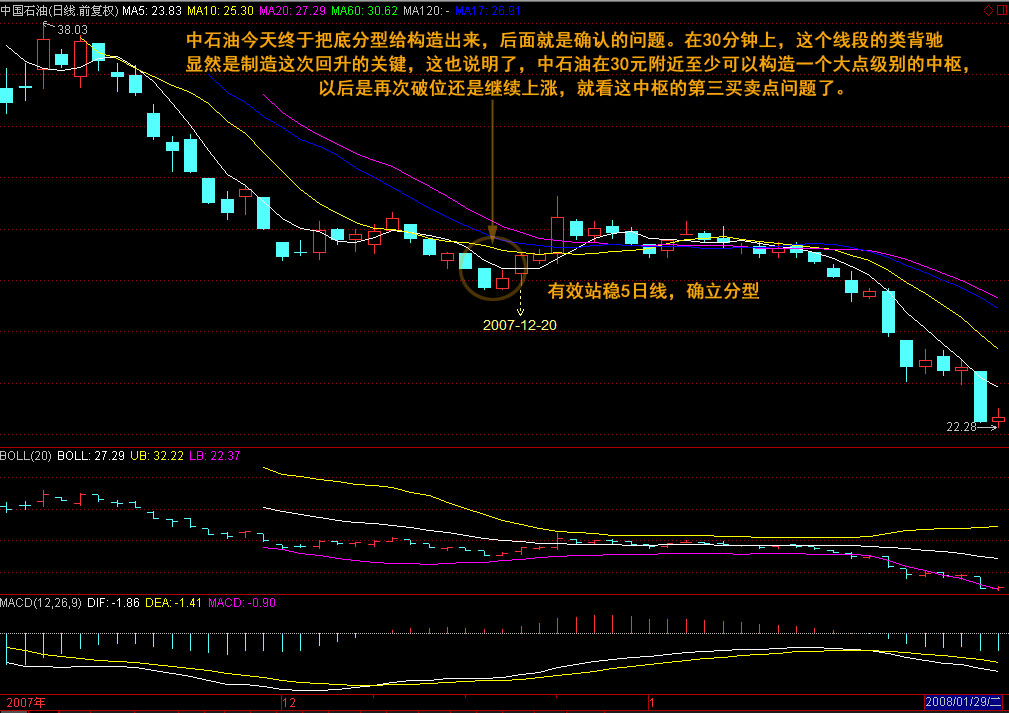 中国石油(日线.前复权) MA5: 23.83 MA10: 25.30 MA20: 27.29 MA60: 30.62 MA120: - MA17: 26.81
38.03
中石油今天终于把底分型给构造出来，后面就是确认的问题。在30分钟上，这个线段的类背驰
显然是制造这次回升的关键，这也说明了，中石油在30元附近至少可以构造一个大点级别的中枢，
以后是再次破位还是继续上涨，就看这中枢的第三买卖点问题了。
有效站稳5日线，确立分型
2007-12-20
22.28
BOLL(20) BOLL: 27.29 UB: 32.22 LB: 22.37
MACD(12,26,9) DIF: -1.86 DEA: -1.41 MACD: -0.90
2007年 12 1 2008/01/29/二